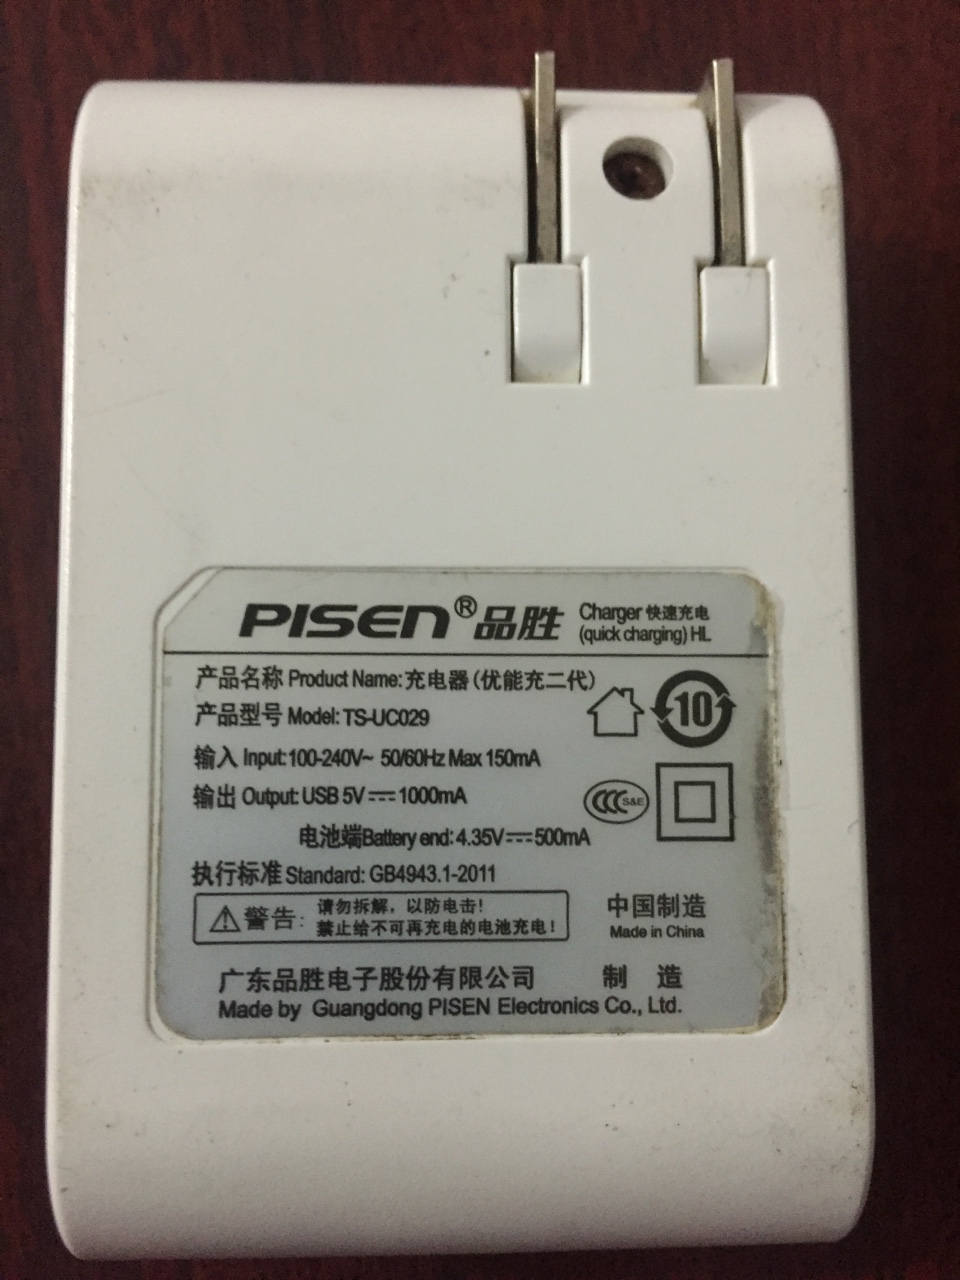 PISEN®品胜 Charger 快速充电
(quick charging) HL
产品名称 Product Name: 充电器 (优能充二代)
产品型号 Model: TS-UC029
10
输入 Input: 100-240V~ 50/60Hz Max 150mA
输出 Output: USB 5V⎓1000mA
CCC S&E
电池端Battery end: 4.35V⎓500mA
执行标准 Standard: GB4943.1-2011
警告: 请勿拆解，以防电击!
禁止给不可再充电的电池充电!
中国制造
Made in China
广东品胜电子股份有限公司 制 造
Made by Guangdong PISEN Electronics Co., Ltd.